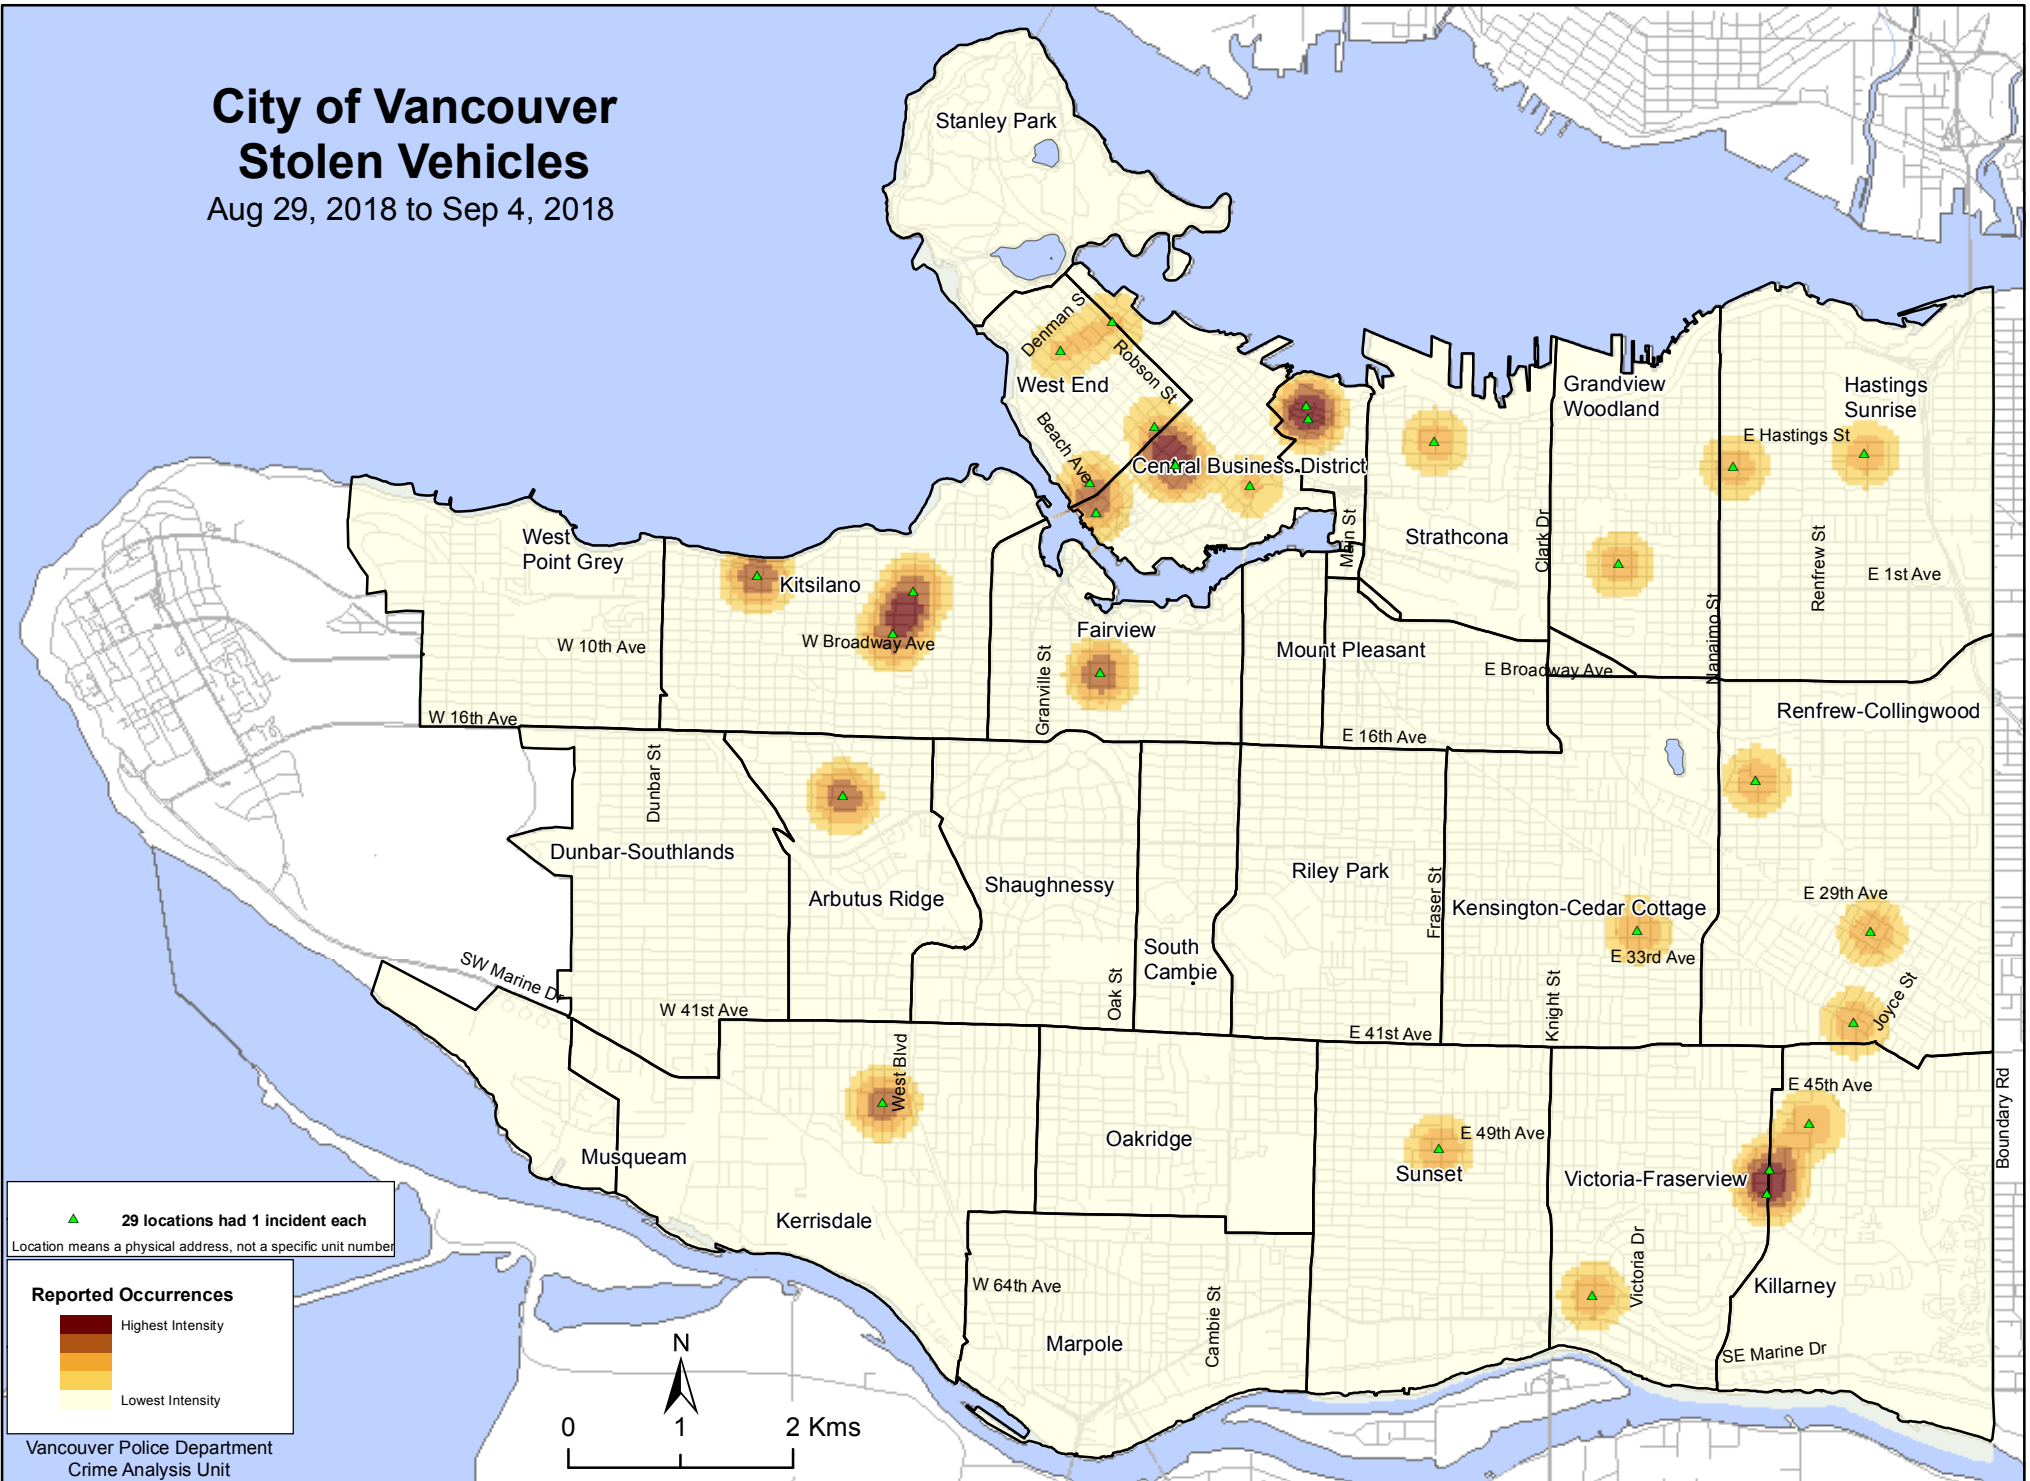 City of Vancouver
Stolen Vehicles
Aug 29, 2018 to Sep 4, 2018
Stanley Park
Denman S
Robson St
West End
Beach Ave
Central Business District
Grandview
Woodland
Hastings
Sunrise
E Hastings St
West
Point Grey
Kitsilano
W 10th Ave
W Broadway Ave
W 16th Ave
Fairview
Granville St
Main St
Strathcona
Clark Dr
Nanaimo St
Renfrew St
E 1st Ave
Mount Pleasant
E Broadway Ave
E 16th Ave
Renfrew-Collingwood
Dunbar St
Dunbar-Southlands
Arbutus Ridge
Shaughnessy
South
Cambie
Oak St
Riley Park
Fraser St
Kensington-Cedar Cottage
E 33rd Ave
Knight St
E 29th Ave
Joyce St
SW Marine Dr
W 41st Ave
E 41st Ave
West Blvd
Musqueam
Kerrisdale
Oakridge
E 49th Ave
Sunset
Victoria-Fraserview
E 45th Ave
Boundary Rd
Victoria Dr
Killarney
SE Marine Dr
W 64th Ave
Marpole
Cambie St
29 locations had 1 incident each
Location means a physical address, not a specific unit number
Reported Occurrences
Highest Intensity
Lowest Intensity
Vancouver Police Department
Crime Analysis Unit
N
0 1 2 Kms